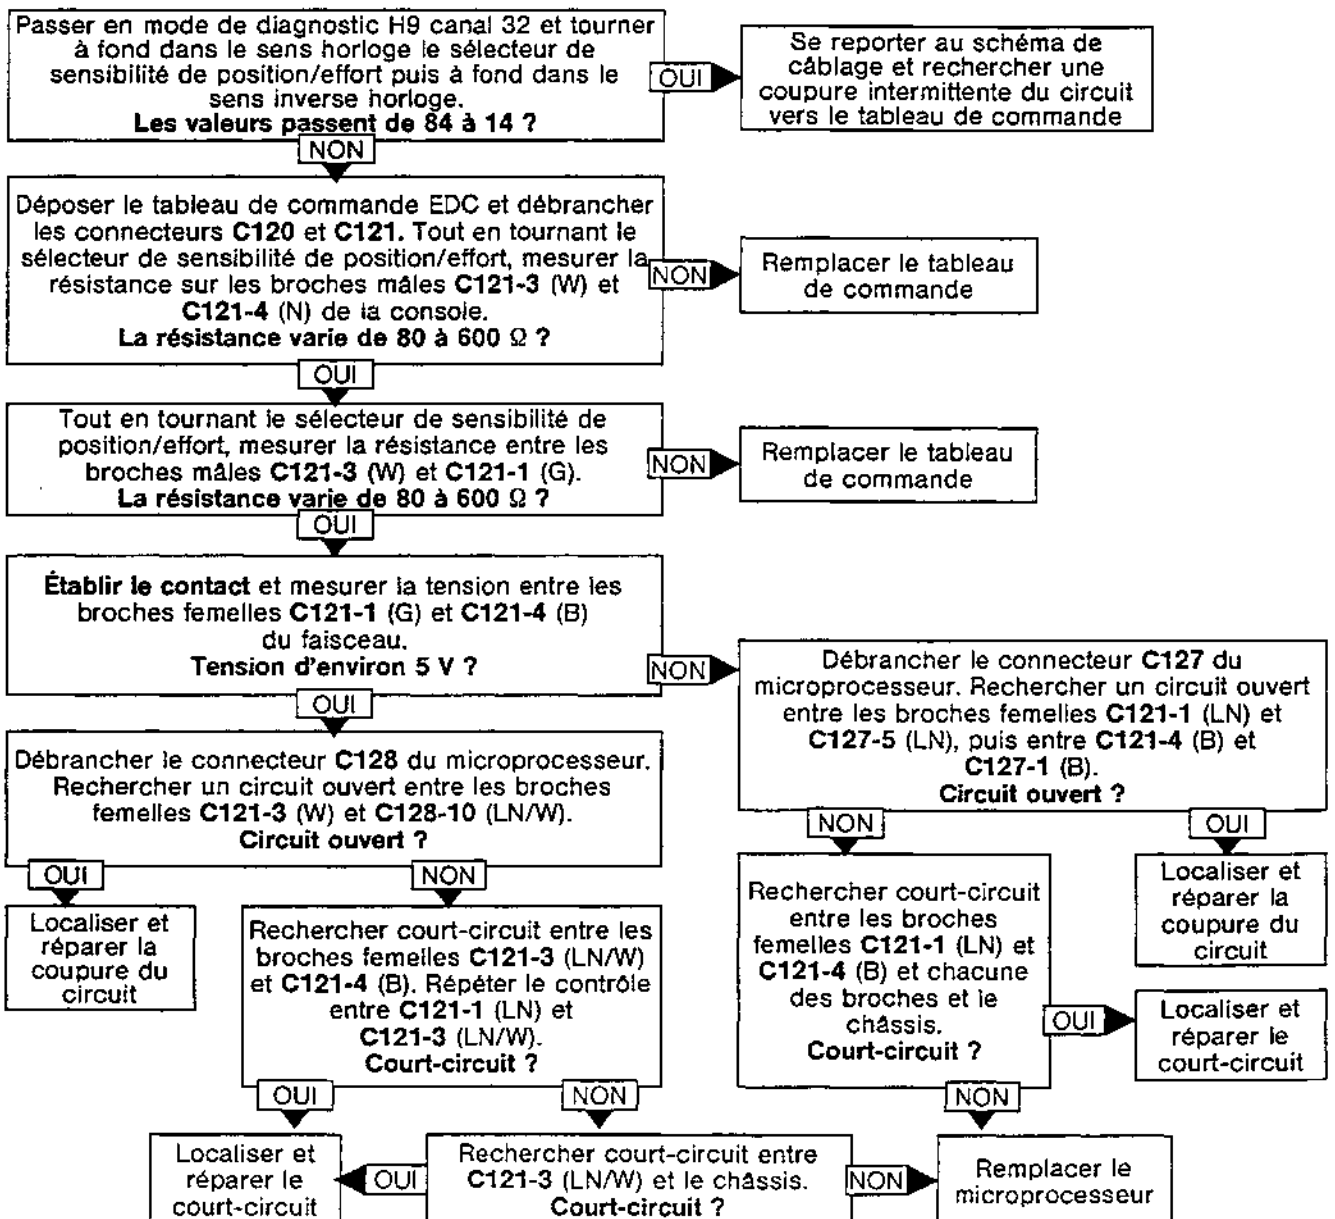 Passer en mode de diagnostic H9 canal 32 et tourner
à fond dans le sens horloge le sélecteur de
sensibilité de position/effort puis à fond dans le
sens inverse horloge.
Les valeurs passent de 84 à 14 ?
OUI
Se reporter au schéma de
câblage et rechercher une
coupure intermittente du circuit
vers le tableau de commande
NON
Déposer le tableau de commande EDC et débrancher
les connecteurs C120 et C121. Tout en tournant le
sélecteur de sensibilité de position/effort, mesurer la
résistance sur les broches mâles C121-3 (W) et
C121-4 (N) de la console.
La résistance varie de 80 à 600 Ω ?
NON
Remplacer le tableau
de commande
OUI
Tout en tournant le sélecteur de sensibilité de
position/effort, mesurer la résistance entre les
broches mâles C121-3 (W) et C121-1 (G).
La résistance varie de 80 à 600 Ω ?
NON
Remplacer le tableau
de commande
OUI
Établir le contact et mesurer la tension entre les
broches femelles C121-1 (G) et C121-4 (B)
du faisceau.
Tension d'environ 5 V ?
NON
Débrancher le connecteur C127 du
microprocesseur. Rechercher un circuit ouvert
entre les broches femelles C121-1 (LN) et
C127-5 (LN), puis entre C121-4 (B) et
C127-1 (B).
Circuit ouvert ?
OUI
Débrancher le connecteur C128 du microprocesseur.
Rechercher un circuit ouvert entre les broches
femelles C121-3 (W) et C128-10 (LN/W).
Circuit ouvert ?
NON
OUI
OUI
NON
Localiser et
réparer la
coupure du
circuit
Rechercher court-circuit entre les
broches femelles C121-3 (LN/W)
et C121-4 (B). Répéter le contrôle
entre C121-1 (LN) et
C121-3 (LN/W).
Court-circuit ?
Rechercher court-circuit
entre les broches
femelles C121-1 (LN) et
C121-4 (B) et chacune
des broches et le
châssis.
Court-circuit ?
Localiser et
réparer la
coupure du
circuit
OUI
Localiser et
réparer le
court-circuit
OUI
NON
NON
Localiser et
réparer le
court-circuit
OUI
Rechercher court-circuit entre
C121-3 (LN/W) et le châssis.
Court-circuit ?
NON
Remplacer le
microprocesseur